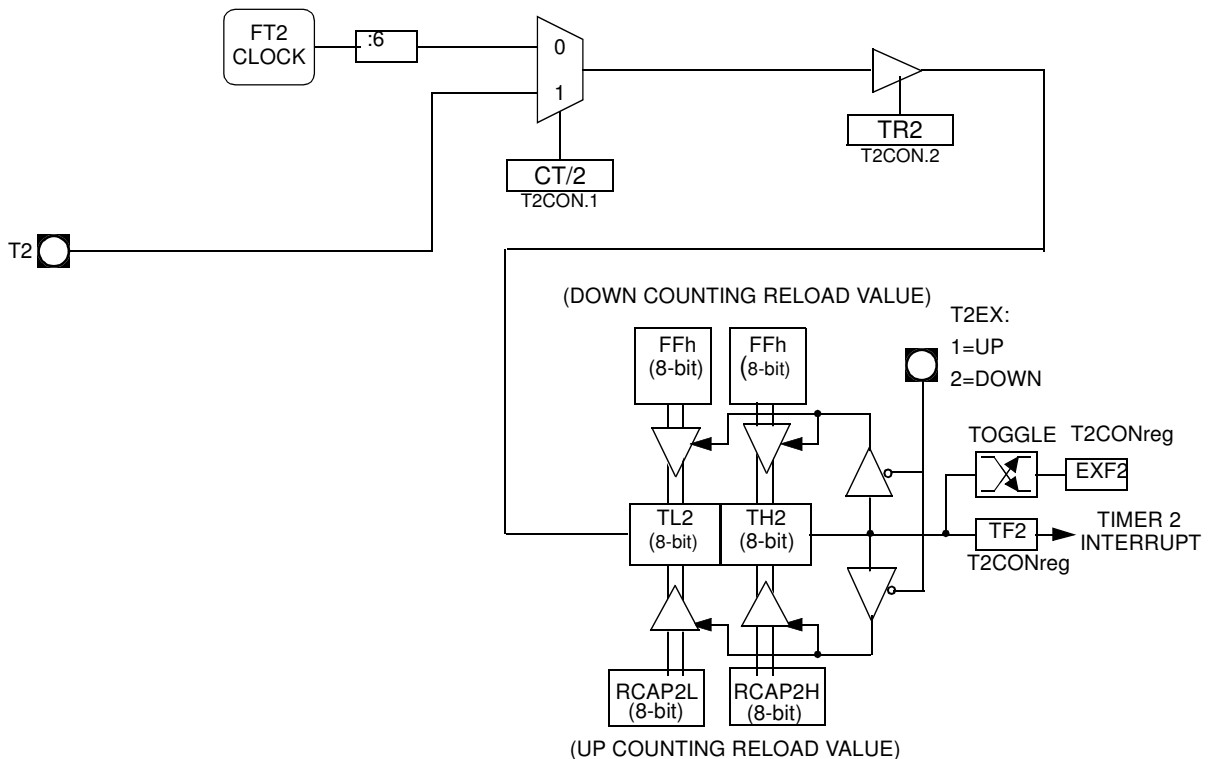 FT2
CLOCK
:6
0
1
TR2
T2CON.2
CT/2
T2CON.1
T2
(DOWN COUNTING RELOAD VALUE)
T2EX:
1=UP
2=DOWN
FFh
(8-bit)
FFh
(8-bit)
TOGGLE
T2CONreg
EXF2
TL2
(8-bit)
TH2
(8-bit)
TF2
T2CONreg
TIMER 2
INTERRUPT
RCAP2L
(8-bit)
RCAP2H
(8-bit)
(UP COUNTING RELOAD VALUE)